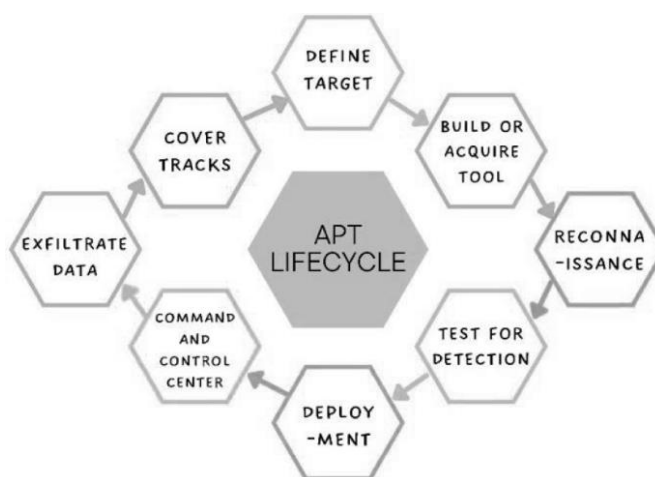 DEFINE
TARGET
BUILD OR
ACQUIRE
TOOL
RECONNA
-ISSANCE
TEST FOR
DETECTION
DEPLOY
-MENT
COMMAND
AND
CONTROL
CENTER
EXFILTRATE
DATA
COVER
TRACKS
APT
LIFECYCLE